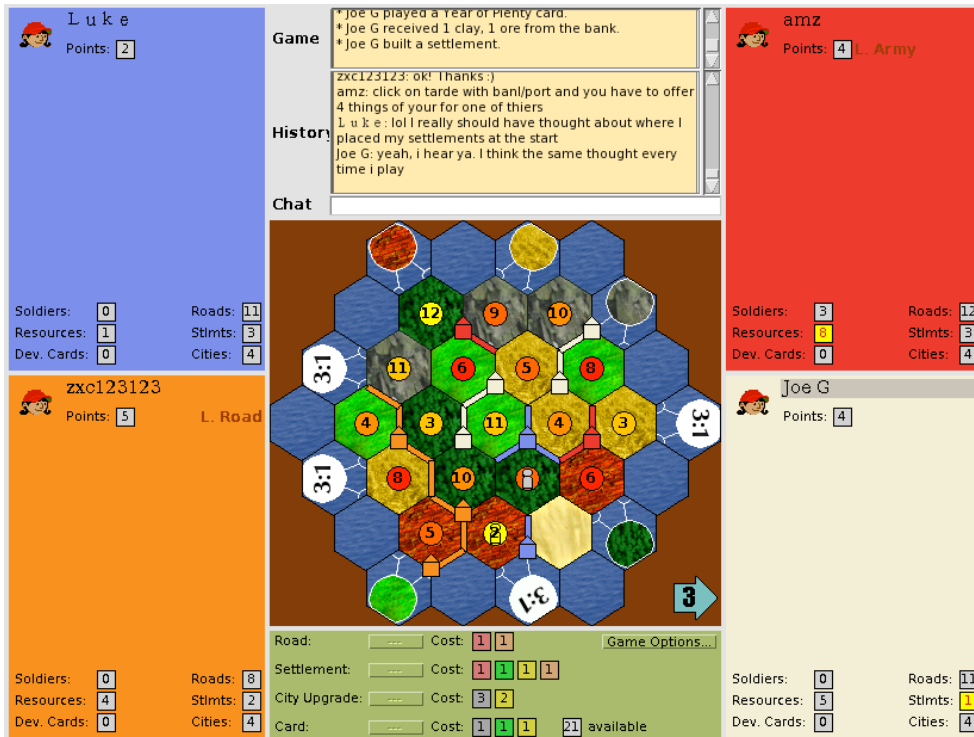 L u k e
Points: 2
Soldiers: 0 Roads: 11
Resources: 1 Stlmts: 3
Dev. Cards: 0 Cities: 4
zxc123123
Points: 5 L. Road
Soldiers: 0 Roads: 8
Resources: 4 Stlmts: 2
Dev. Cards: 0 Cities: 4
Game
* Joe G played a Year of Plenty card.
* Joe G received 1 clay, 1 ore from the bank.
* Joe G built a settlement.
History
zxc123123: ok! Thanks :)
amz: click on tarde with banl/port and you have to offer
4 things of your for one of thiers
L u k e : lol I really should have thought about where I
placed my settlements at the start
Joe G: yeah, i hear ya. I think the same thought every
time i play
Chat
12 9 10
3:1 11 6 5 8
4 3 11 4 3 3:1
3:1 8 10 6
5 2
3:1 3
Road: --- Cost: 1 1 Game Options...
Settlement: --- Cost: 1 1 1 1
City Upgrade: --- Cost: 3 2
Card: --- Cost: 1 1 1 21 available
amz
Points: 4 L. Army
Soldiers: 3 Roads: 12
Resources: 8 Stlmts: 3
Dev. Cards: 0 Cities: 4
Joe G
Points: 4
Soldiers: 0 Roads: 11
Resources: 5 Stlmts: 1
Dev. Cards: 0 Cities: 4